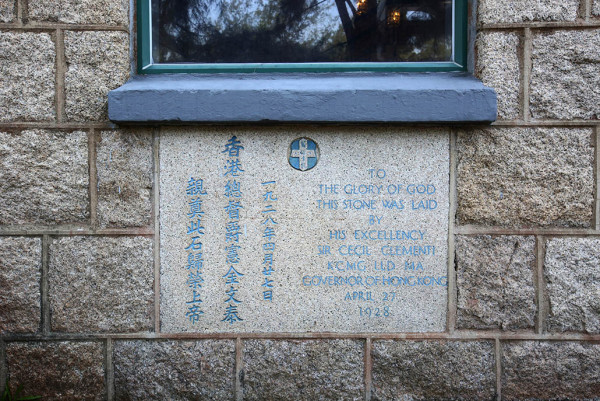 一九二八年四月廿七日
香港總督爵憲金文泰
親奠此石歸榮上帝
TO
THE GLORY OF GOD
THIS STONE WAS LAID
BY
HIS EXCELLENCY
SIR CECIL CLEMENTI
KCMG LLD MA
GOVERNOR OF HONG KONG
APRIL 27
1928